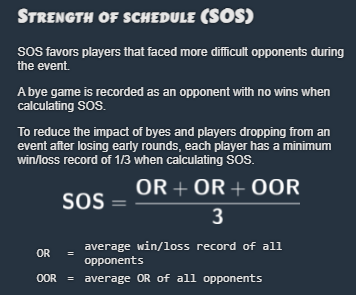 STRENGTH OF SCHEDULE (SOS)
SOS favors players that faced more difficult opponents during
the event.
A bye game is recorded as an opponent with no wins when
calculating SOS.
To reduce the impact of byes and players dropping from an
event after losing early rounds, each player has a minimum
win/loss record of 1/3 when calculating SOS.
SOS = OR + OR + OOR
3
OR = average win/loss record of all
opponents
OOR = average OR of all opponents